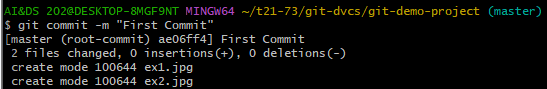 AI&DS 202@DESKTOP-8MGF9NT MINGW64 ~/t21-73/git-dvcs/git-demo-project (master)
$ git commit -m "First Commit"
[master (root-commit) ae06ff4] First Commit
 2 files changed, 0 insertions(+), 0 deletions(-)
 create mode 100644 ex1.jpg
 create mode 100644 ex2.jpg